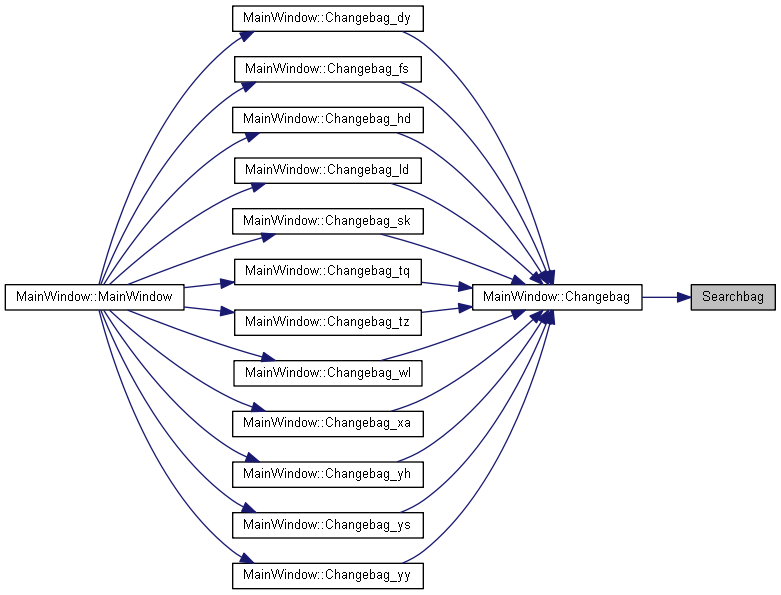 MainWindow::Changebag_dy
MainWindow::Changebag_fs
MainWindow::Changebag_hd
MainWindow::Changebag_ld
MainWindow::Changebag_sk
MainWindow::Changebag_tq
MainWindow::MainWindow
MainWindow::Changebag
Searchbag
MainWindow::Changebag_tz
MainWindow::Changebag_wl
MainWindow::Changebag_xa
MainWindow::Changebag_yh
MainWindow::Changebag_ys
MainWindow::Changebag_yy